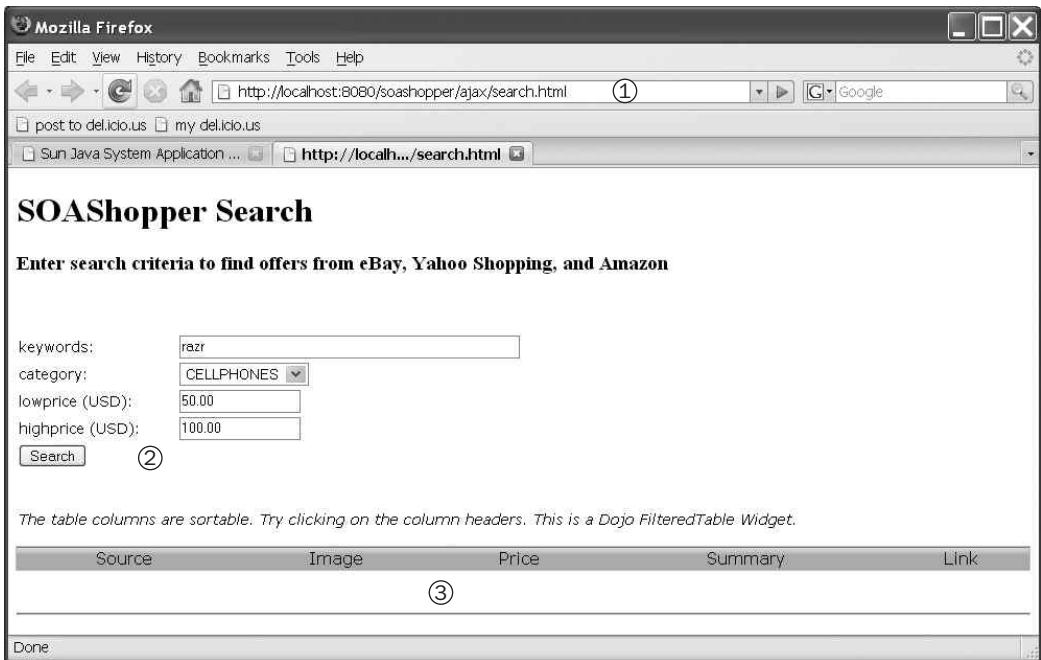 Mozilla Firefox
File Edit View History Bookmarks Tools Help
http://localhost:8080/soashopper/ajax/search.html ① G Google
post to del.icio.us my del.icio.us
Sun Java System Application ... http://localh.../search.html
SOAShopper Search
Enter search criteria to find offers from eBay, Yahoo Shopping, and Amazon
keywords: razr
category: CELLPHONES
lowprice (USD): 50.00
highprice (USD): 100.00
Search ②
The table columns are sortable. Try clicking on the column headers. This is a Dojo FilteredTable Widget.
Source Image Price Summary Link
③
Done